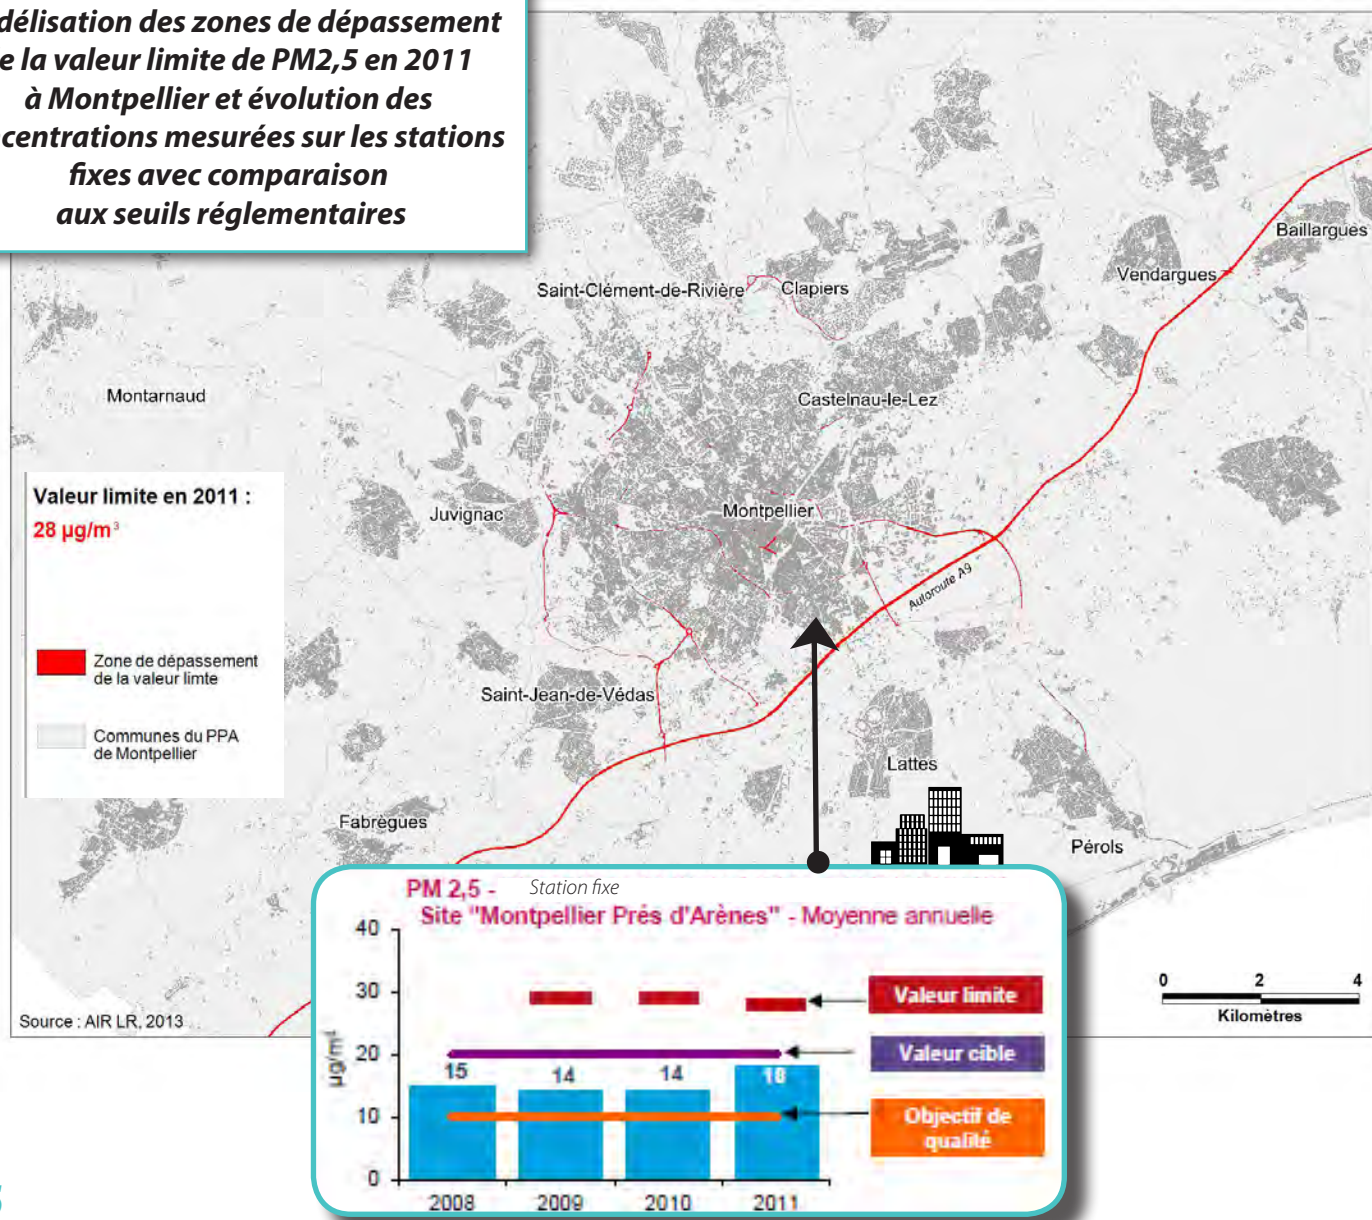 délisation des zones de dépassement
e la valeur limite de PM2,5 en 2011
à Montpellier et évolution des
centrations mesurées sur les stations
fixes avec comparaison
aux seuils réglementaires
Baillargues
Vendargues
Saint-Clément-de-Rivière
Clapiers
Montarnaud
Castelnau-le-Lez
Valeur limite en 2011 :
28 µg/m³
Juvignac
Montpellier
Autoroute A9
Zone de dépassement
de la valeur limte
Communes du PPA
de Montpellier
Saint-Jean-de-Védas
Lattes
Fabrègues
Pérols
Source : AIR LR, 2013
0 2 4
Kilomètres
PM 2,5 - Station fixe
Site "Montpellier Prés d'Arènes" - Moyenne annuelle
µg/m³
40
30
20
10
0
Valeur limite
Valeur cible
Objectif de
qualité
15 14 14 18
2008 2009 2010 2011